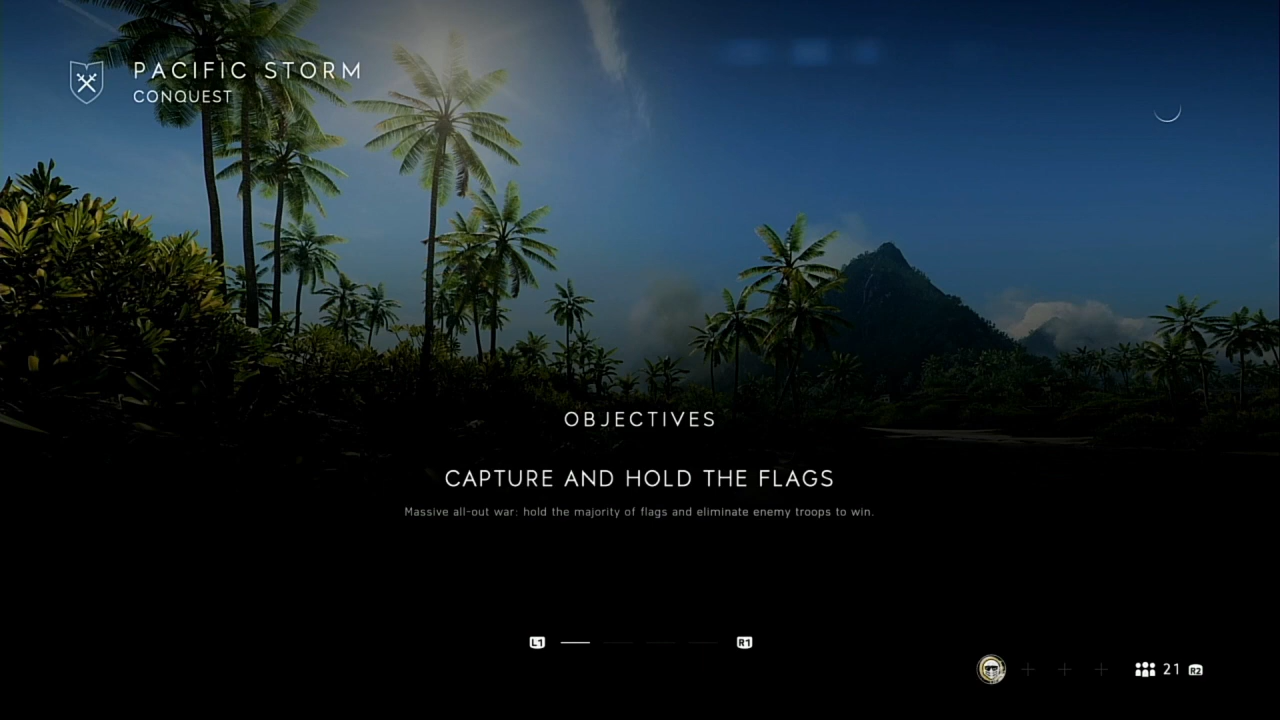 PACIFIC STORM
CONQUEST
OBJECTIVES
CAPTURE AND HOLD THE FLAGS
Massive all-out war: hold the majority of flags and eliminate enemy troops to win.
L1 R1
21 R2